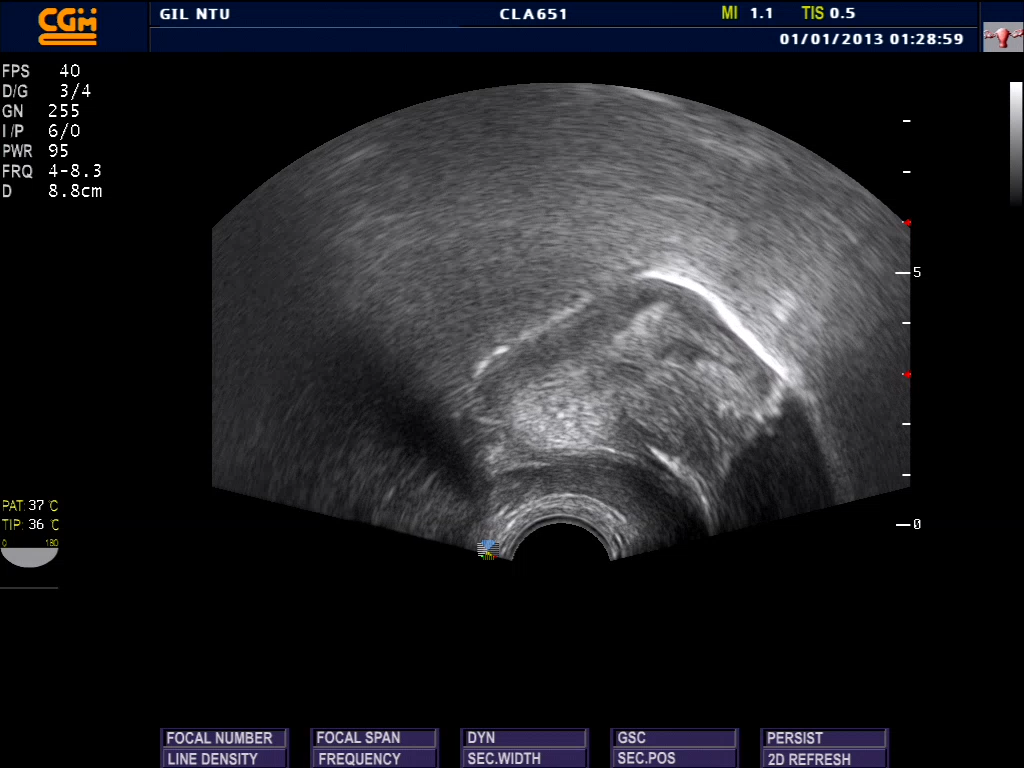 CGM
GIL NTU CLA651 MI 1.1 TIS 0.5
01/01/2013 01:28:59
FPS 40
D/G 3/4
GN 255
I/P 6/0
PWR 95
FRQ 4-8.3
D 8.8cm
5
PAT: 37 °C
TIP: 36 °C
0 180
0
FOCAL NUMBER FOCAL SPAN DYN GSC PERSIST
LINE DENSITY FREQUENCY SEC.WIDTH SEC.POS 2D REFRESH